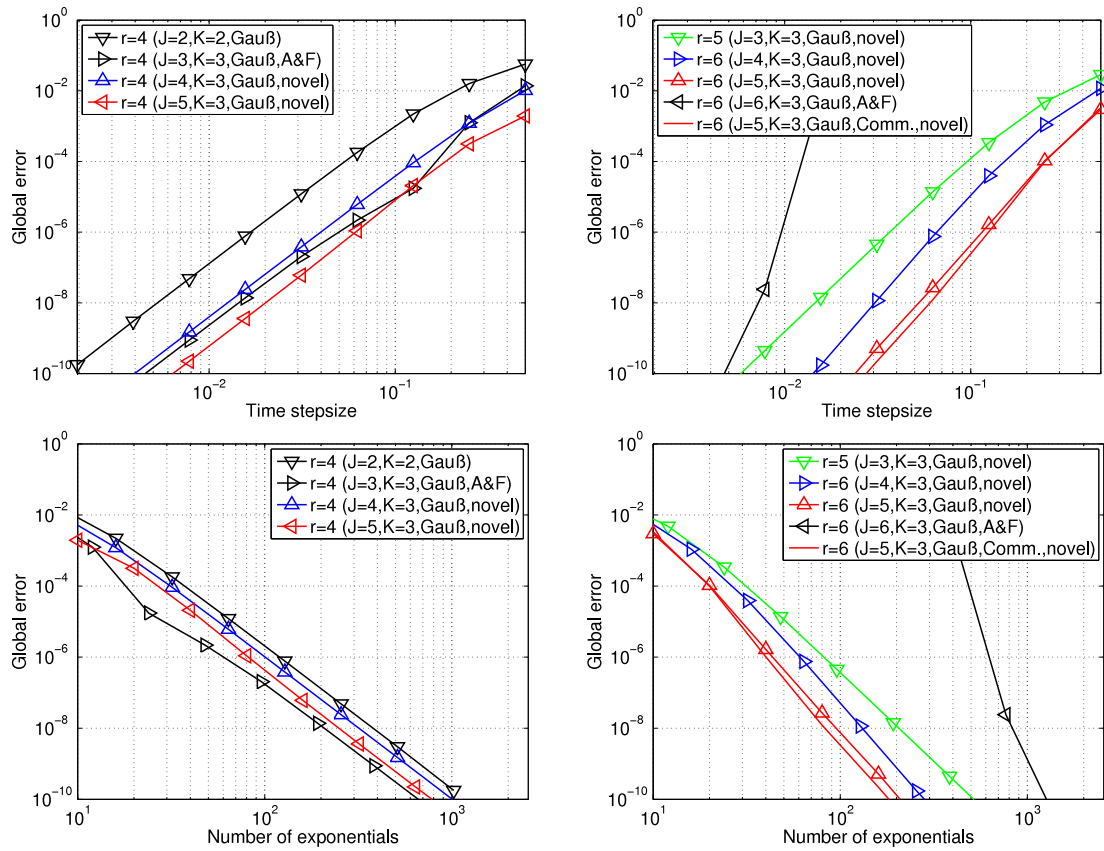 10^0
10^-2
10^-4
10^-6
10^-8
10^-10
10^-2
10^-1
Global error
Time stepsize
r=4 (J=2,K=2,Gauß)
r=4 (J=3,K=3,Gauß,A&F)
r=4 (J=4,K=3,Gauß,novel)
r=4 (J=5,K=3,Gauß,novel)
10^0
10^-2
10^-4
10^-6
10^-8
10^-10
10^-2
10^-1
Global error
Time stepsize
r=5 (J=3,K=3,Gauß,novel)
r=6 (J=4,K=3,Gauß,novel)
r=6 (J=5,K=3,Gauß,novel)
r=6 (J=6,K=3,Gauß,A&F)
r=6 (J=5,K=3,Gauß,Comm.,novel)
10^0
10^-2
10^-4
10^-6
10^-8
10^-10
10^1
10^2
10^3
Global error
Number of exponentials
r=4 (J=2,K=2,Gauß)
r=4 (J=3,K=3,Gauß,A&F)
r=4 (J=4,K=3,Gauß,novel)
r=4 (J=5,K=3,Gauß,novel)
10^0
10^-2
10^-4
10^-6
10^-8
10^-10
10^1
10^2
10^3
Global error
Number of exponentials
r=5 (J=3,K=3,Gauß,novel)
r=6 (J=4,K=3,Gauß,novel)
r=6 (J=5,K=3,Gauß,novel)
r=6 (J=6,K=3,Gauß,A&F)
r=6 (J=5,K=3,Gauß,Comm.,novel)